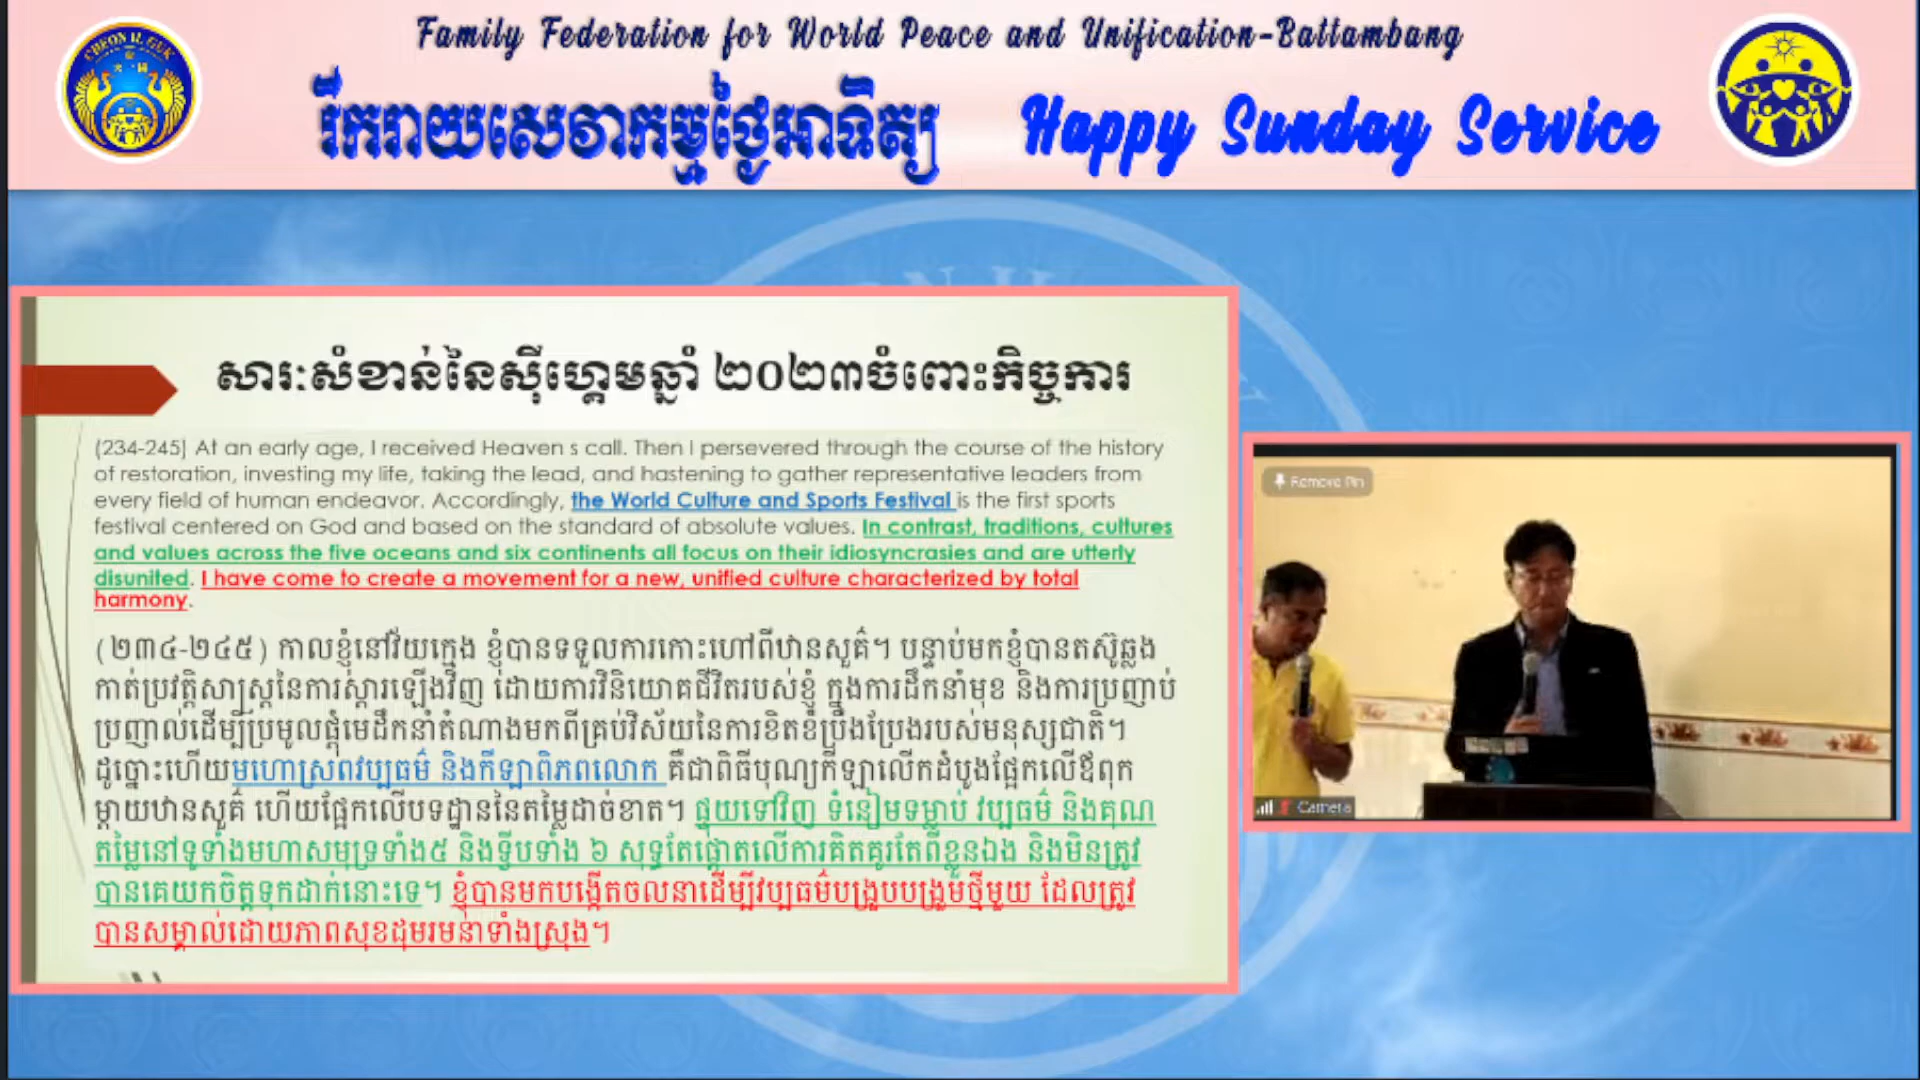 Family Federation for World Peace and Unification-Battambang
រីករាយសេវាកម្មថ្ងៃអាទិត្យ Happy Sunday Service
CHEON IL GUK
សារៈសំខាន់នៃស៊ីហ្គេមឆ្នាំ ២០២៣ចំពោះកិច្ចការ
(234-245) At an early age, I received Heaven s call. Then I persevered through the course of the history
of restoration, investing my life, taking the lead, and hastening to gather representative leaders from
every field of human endeavor. Accordingly, the World Culture and Sports Festival is the first sports
festival centered on God and based on the standard of absolute values. In contrast, traditions, cultures
and values across the five oceans and six continents all focus on their idiosyncrasies and are utterly
disunited. I have come to create a movement for a new, unified culture characterized by total
harmony.
(២៣៤-២៤៥) កាលខ្ញុំនៅវ័យក្មេង ខ្ញុំបានទទួលការកោះហៅពីឋានសួគ៌។ បន្ទាប់មកខ្ញុំបានតស៊ូឆ្លង
កាត់ប្រវត្តិសាស្ត្រនៃការស្តារឡើងវិញ ដោយការវិនិយោគជីវិតរបស់ខ្ញុំ ក្នុងការដឹកនាំមុខ និងការប្រញាប់
ប្រញាល់ដើម្បីប្រមូលផ្តុំមេដឹកនាំតំណាងមកពីគ្រប់វិស័យនៃការខិតខំប្រឹងប្រែងរបស់មនុស្សជាតិ។
ដូច្នោះហើយមហោស្រពវប្បធម៌ និងកីឡាពិភពលោក គឺជាពិធីបុណ្យកីឡាលើកដំបូងផ្អែកលើឪពុក
ម្តាយឋានសួគ៌ ហើយផ្អែកលើបទដ្ឋាននៃតម្លៃដាច់ខាត។ ផ្ទុយទៅវិញ ទំនៀមទម្លាប់ វប្បធម៌ និងគុណ
តម្លៃនៅទូទាំងមហាសមុទ្រទាំង៥ និងទ្វីបទាំង ៦ សុទ្ធតែផ្តោតលើការគិតគូរតែពីខ្លួនឯង និងមិនត្រូវ
បានគេយកចិត្តទុកដាក់នោះទេ។ ខ្ញុំបានមកបង្កើតចលនាដើម្បីវប្បធម៌បង្រួបបង្រួមថ្មីមួយ ដែលត្រូវ
បានសម្គាល់ដោយភាពសុខដុមរមនាទាំងស្រុង។
Remove Pin
Camera